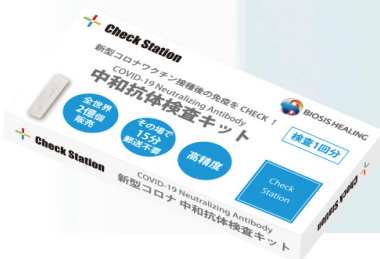 Check Station
新型コロナワクチン接種後の免疫を CHECK !
COVID-19 Neutralizing Antibody
中和抗体検査キット
BIOSIS HEALING
全世界
2億個
販売
その場で
15分
郵送不要
高精度
検査1回分
Check
Station
Check Station
COVID-19 Neutralizing Antibody
新型コロナ 中和抗体検査キット
Check Station